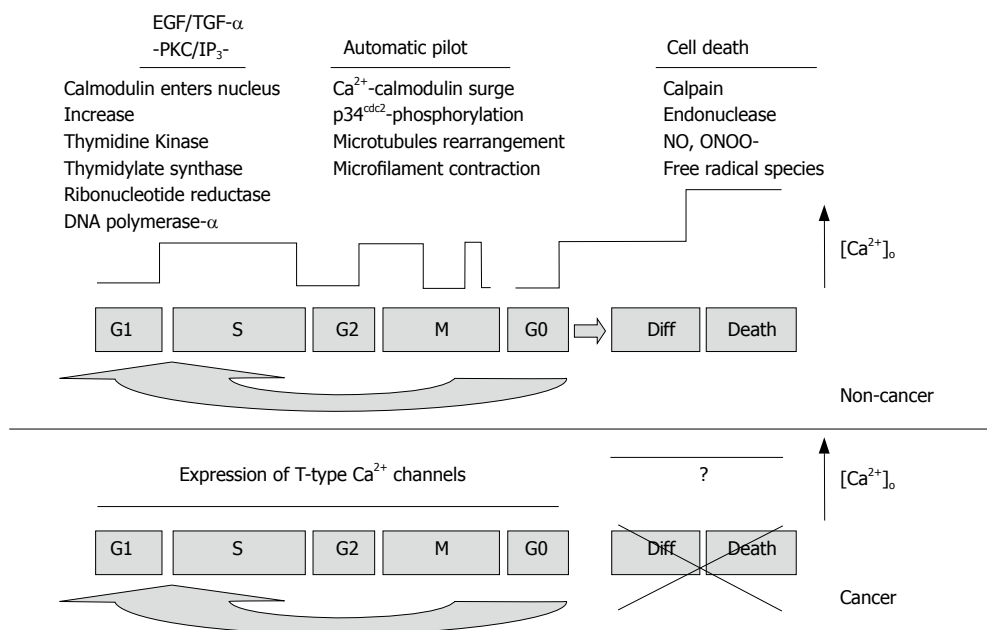 EGF/TGF-α
-PKC/IP₃-
Calmodulin enters nucleus
Increase
Thymidine Kinase
Thymidylate synthase
Ribonucleotide reductase
DNA polymerase-α
Automatic pilot
Ca²⁺-calmodulin surge
p34ᶜᵈᶜ²-phosphorylation
Microtubules rearrangement
Microfilament contraction
Cell death
Calpain
Endonuclease
NO, ONOO-
Free radical species
[Ca²⁺]ₒ
G1 S G2 M G0 Diff Death
Non-cancer
Expression of T-type Ca²⁺ channels
?
[Ca²⁺]ₒ
G1 S G2 M G0 Diff Death
Cancer